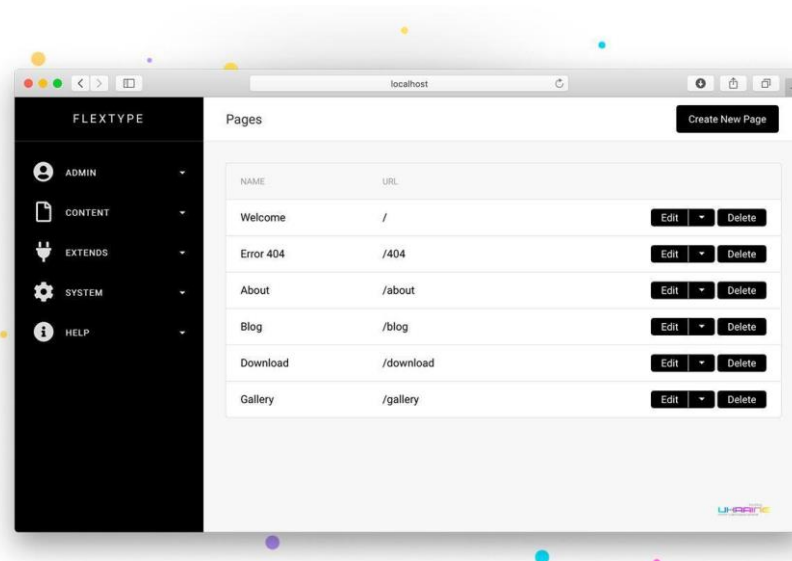 localhost
FLEXTYPE
Pages
Create New Page
ADMIN
CONTENT
EXTENDS
SYSTEM
HELP
NAME URL
Welcome / Edit Delete
Error 404 /404 Edit Delete
About /about Edit Delete
Blog /blog Edit Delete
Download /download Edit Delete
Gallery /gallery Edit Delete